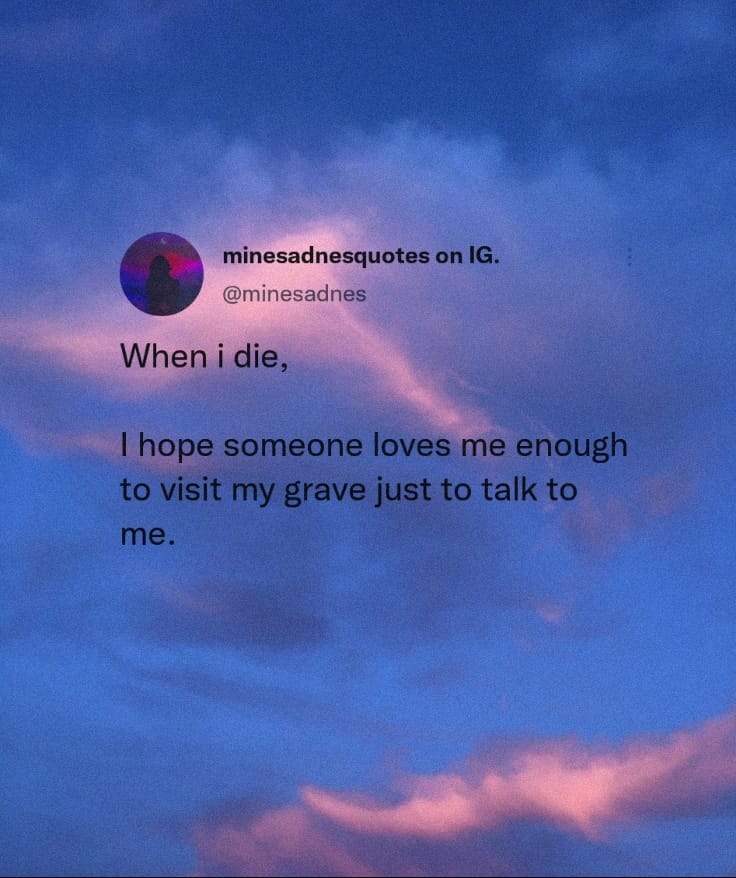 minesadnesquotes on IG.
@minesadnes
When i die,
I hope someone loves me enough
to visit my grave just to talk to
me.